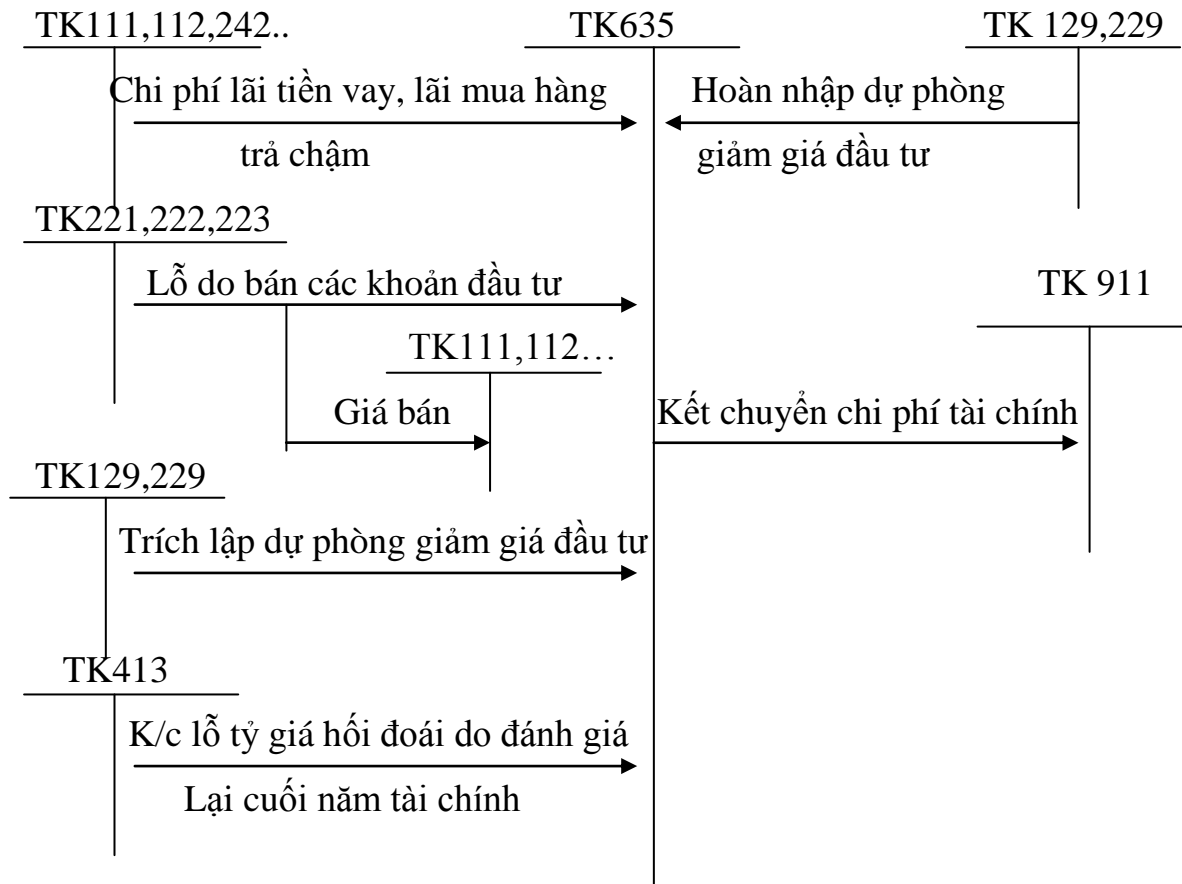 TK111,112,242..
TK635
TK 129,229
Chi phí lãi tiền vay, lãi mua hàng
trả chậm
Hoàn nhập dự phòng
giảm giá đầu tư
TK221,222,223
Lỗ do bán các khoản đầu tư
TK 911
TK111,112…
Giá bán
Kết chuyển chi phí tài chính
TK129,229
Trích lập dự phòng giảm giá đầu tư
TK413
K/c lỗ tỷ giá hối đoái do đánh giá
Lại cuối năm tài chính